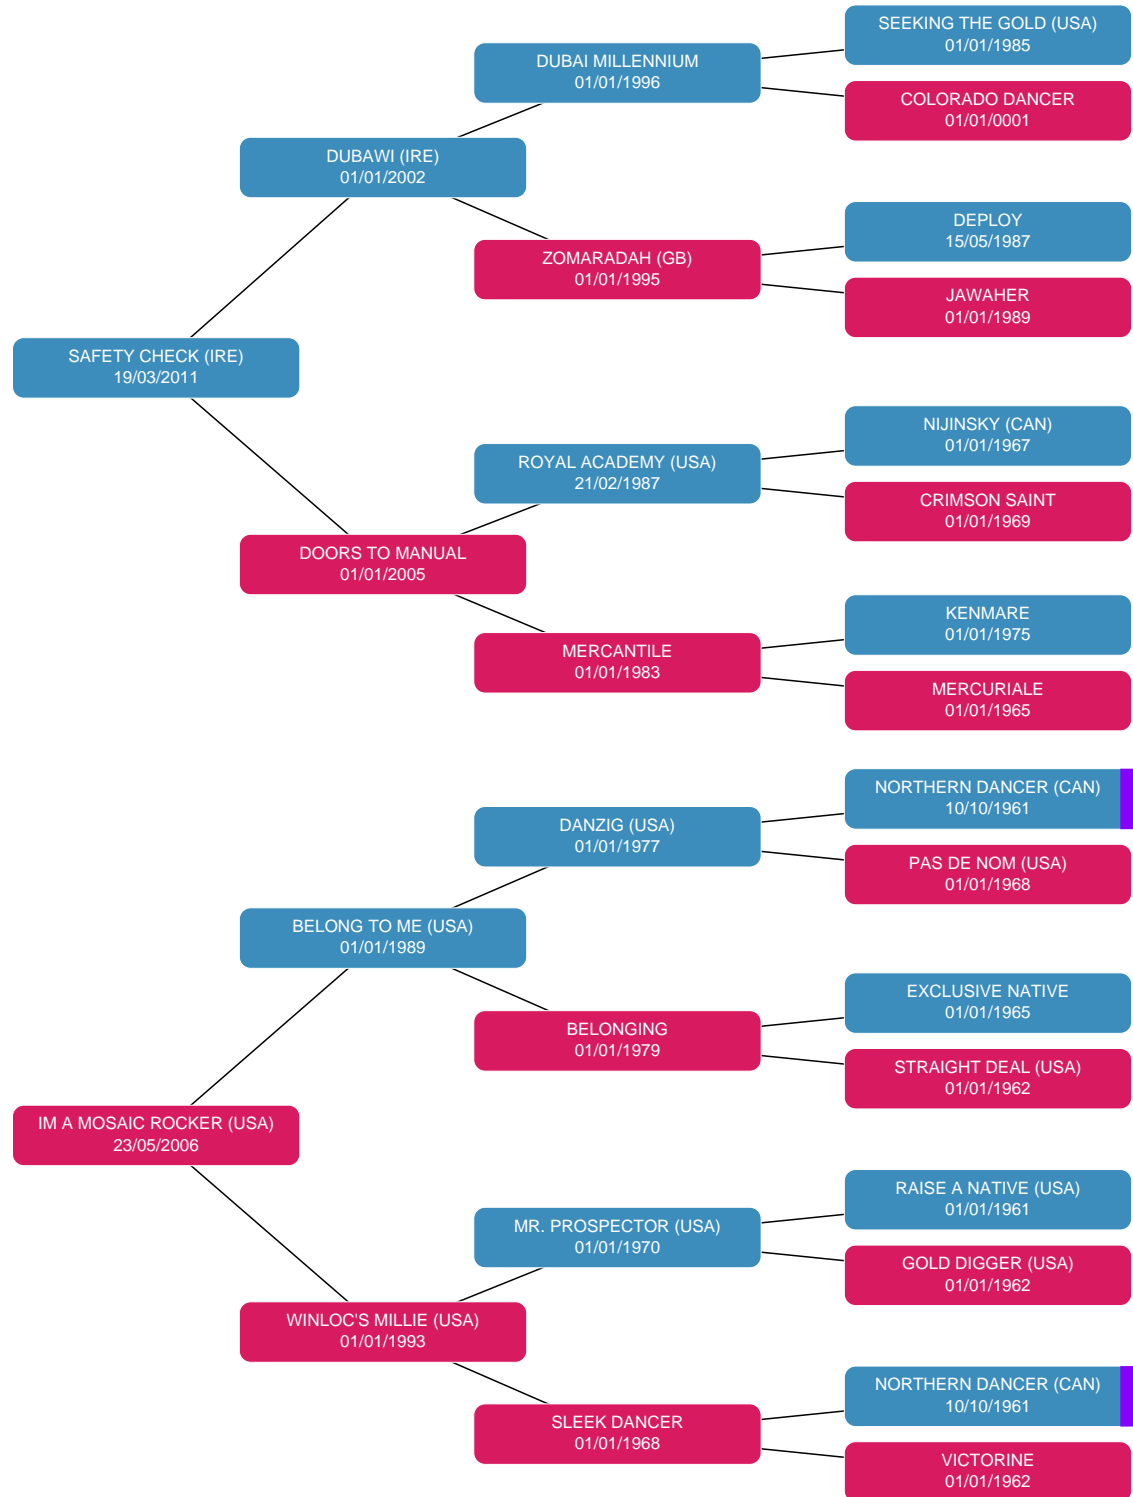 SEEKING THE GOLD (USA)
01/01/1985
DUBAI MILLENNIUM
01/01/1996
COLORADO DANCER
01/01/0001
DUBAWI (IRE)
01/01/2002
DEPLOY
15/05/1987
ZOMARADAH (GB)
01/01/1995
JAWAHER
01/01/1989
SAFETY CHECK (IRE)
19/03/2011
NIJINSKY (CAN)
01/01/1967
ROYAL ACADEMY (USA)
21/02/1987
CRIMSON SAINT
01/01/1969
DOORS TO MANUAL
01/01/2005
KENMARE
01/01/1975
MERCANTILE
01/01/1983
MERCURIALE
01/01/1965
NORTHERN DANCER (CAN)
10/10/1961
DANZIG (USA)
01/01/1977
PAS DE NOM (USA)
01/01/1968
BELONG TO ME (USA)
01/01/1989
EXCLUSIVE NATIVE
01/01/1965
BELONGING
01/01/1979
STRAIGHT DEAL (USA)
01/01/1962
IM A MOSAIC ROCKER (USA)
23/05/2006
RAISE A NATIVE (USA)
01/01/1961
MR. PROSPECTOR (USA)
01/01/1970
GOLD DIGGER (USA)
01/01/1962
WINLOC'S MILLIE (USA)
01/01/1993
NORTHERN DANCER (CAN)
10/10/1961
SLEEK DANCER
01/01/1968
VICTORINE
01/01/1962